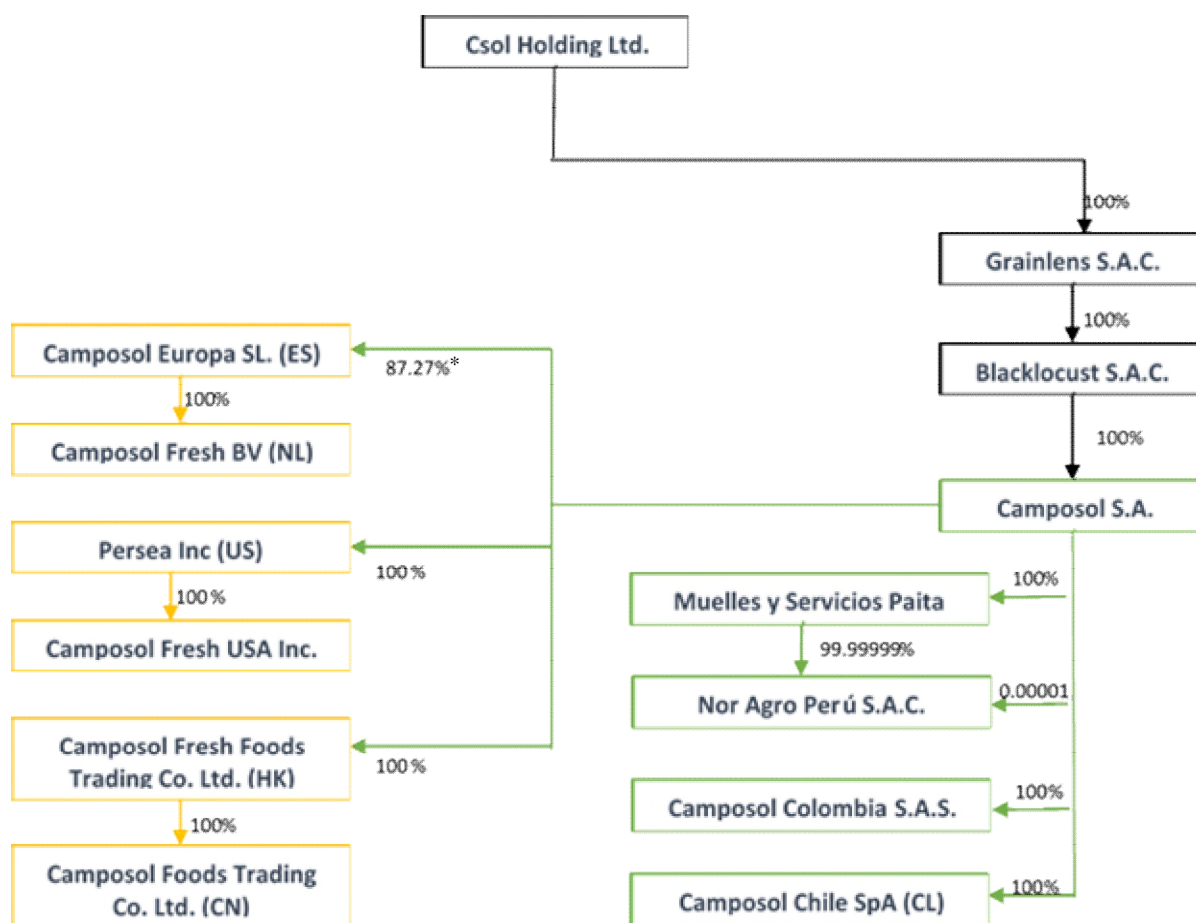 Csol Holding Ltd.
100%
Grainlens S.A.C.
100%
Blacklocust S.A.C.
100%
Camposol S.A.
Camposol Europa SL. (ES)
87.27%*
100%
Camposol Fresh BV (NL)
Persea Inc (US)
100%
100%
Camposol Fresh USA Inc.
Camposol Fresh Foods
Trading Co. Ltd. (HK)
100%
100%
Camposol Foods Trading
Co. Ltd. (CN)
100%
Muelles y Servicios Paita
99.99999%
Nor Agro Perú S.A.C.
0.00001
100%
Camposol Colombia S.A.S.
100%
Camposol Chile SpA (CL)